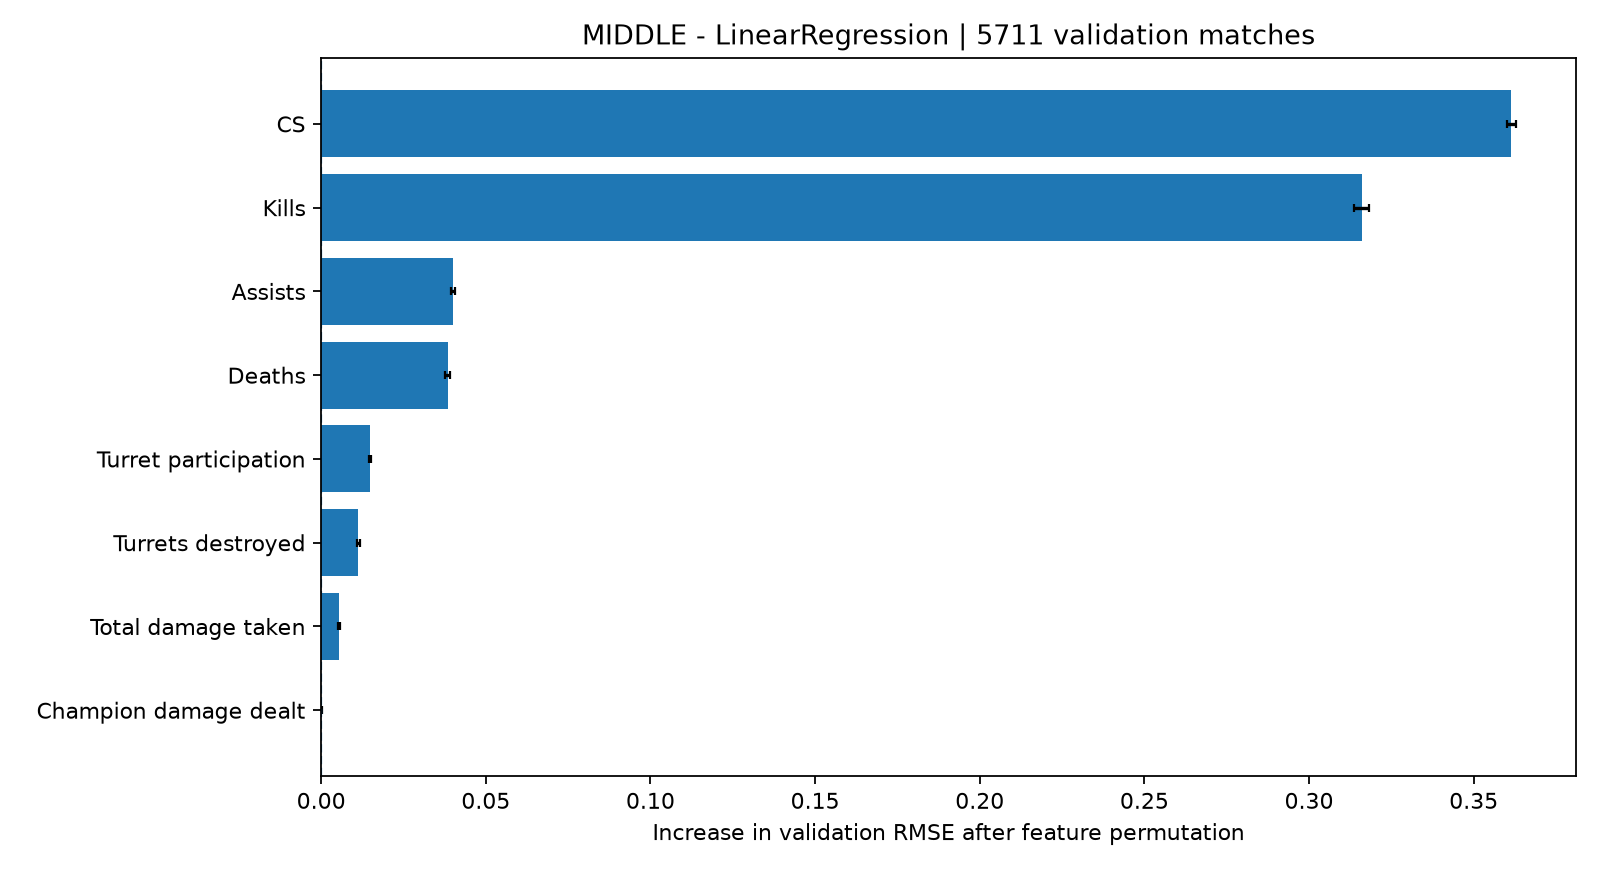 MIDDLE - LinearRegression | 5711 validation matches
CS
Kills
Assists
Deaths
Turret participation
Turrets destroyed
Total damage taken
Champion damage dealt
0.00 0.05 0.10 0.15 0.20 0.25 0.30 0.35
Increase in validation RMSE after feature permutation